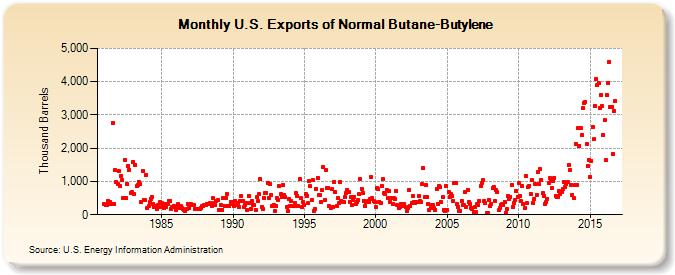 Monthly U.S. Exports of Normal Butane-Butylene
Thousand Barrels
5,000
4,000
3,000
2,000
1,000
0
1985 1990 1995 2000 2005 2010 2015
Source: U.S. Energy Information Administration